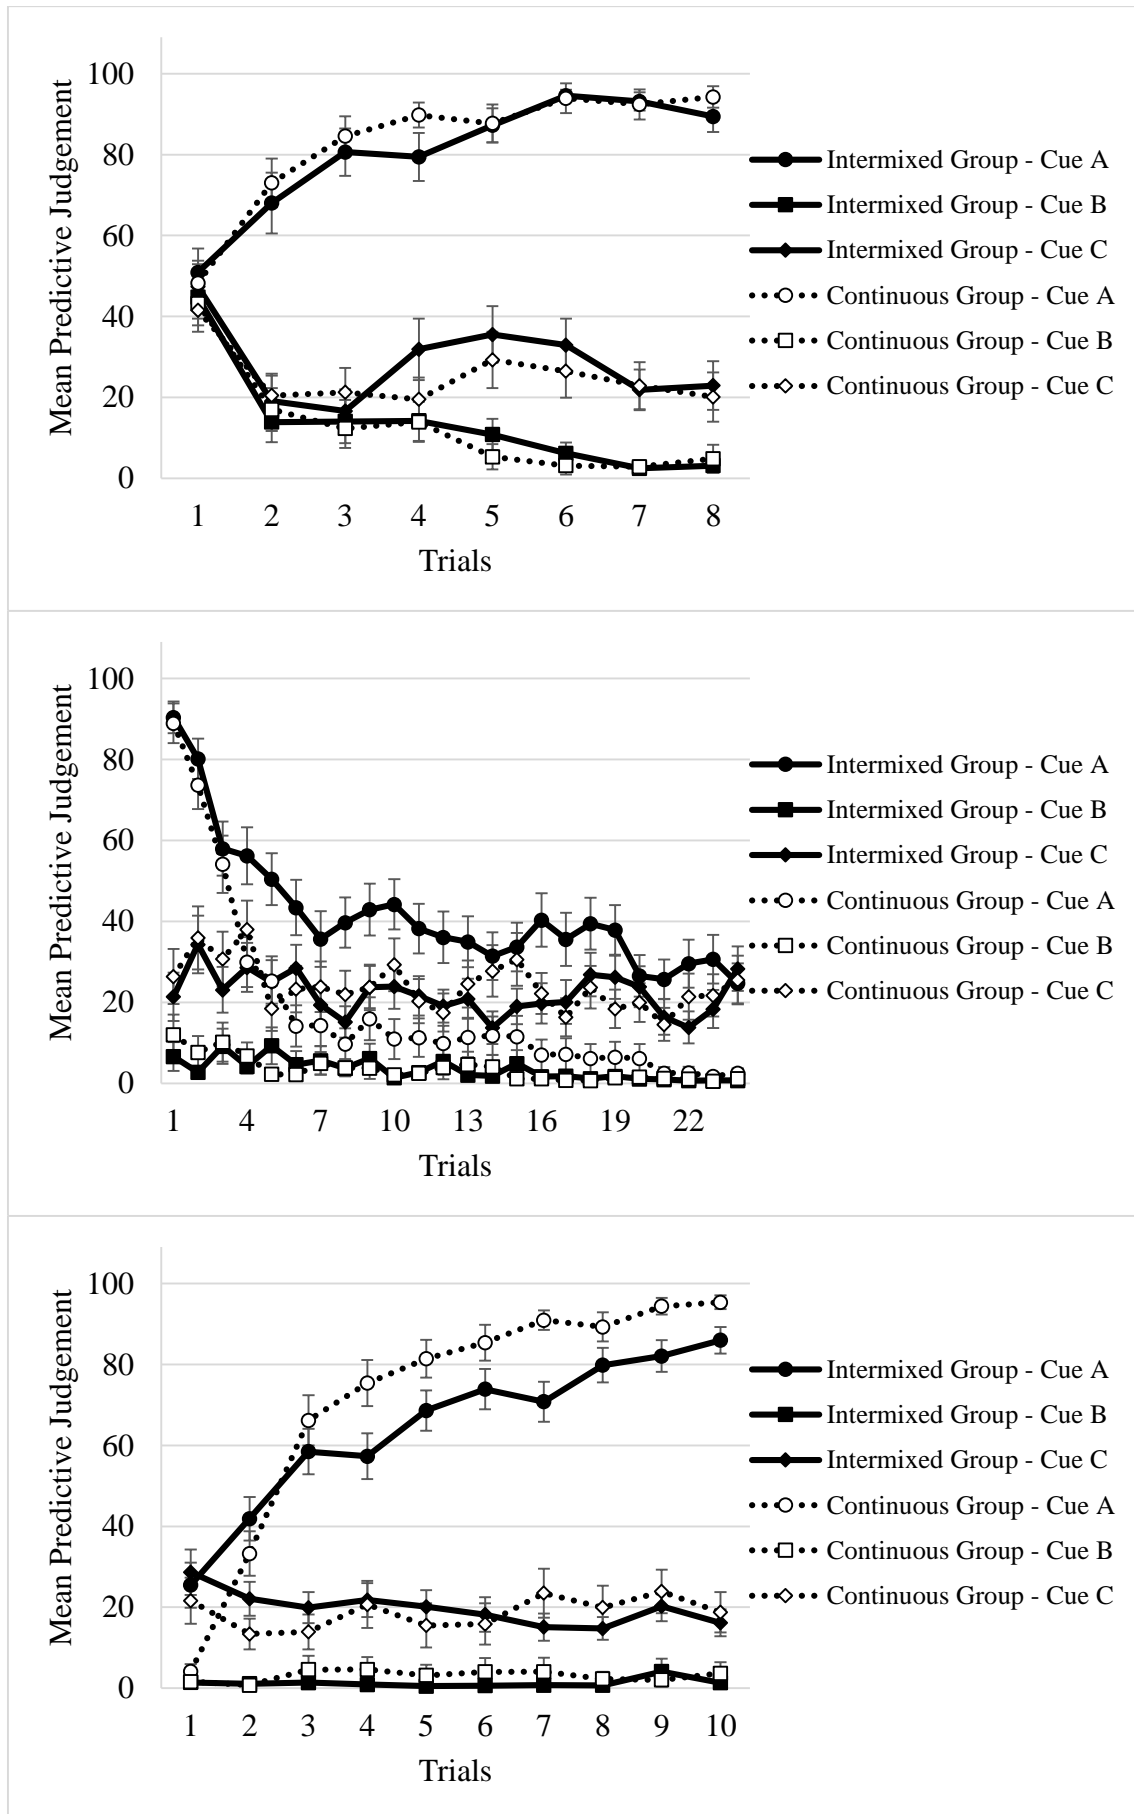 Mean Predictive Judgement
100
80
60
40
20
0
1 2 3 4 5 6 7 8
Trials
Intermixed Group - Cue A
Intermixed Group - Cue B
Intermixed Group - Cue C
Continuous Group - Cue A
Continuous Group - Cue B
Continuous Group - Cue C
Mean Predictive Judgement
100
80
60
40
20
0
1 4 7 10 13 16 19 22
Trials
Intermixed Group - Cue A
Intermixed Group - Cue B
Intermixed Group - Cue C
Continuous Group - Cue A
Continuous Group - Cue B
Continuous Group - Cue C
Mean Predictive Judgement
100
80
60
40
20
0
1 2 3 4 5 6 7 8 9 10
Trials
Intermixed Group - Cue A
Intermixed Group - Cue B
Intermixed Group - Cue C
Continuous Group - Cue A
Continuous Group - Cue B
Continuous Group - Cue C